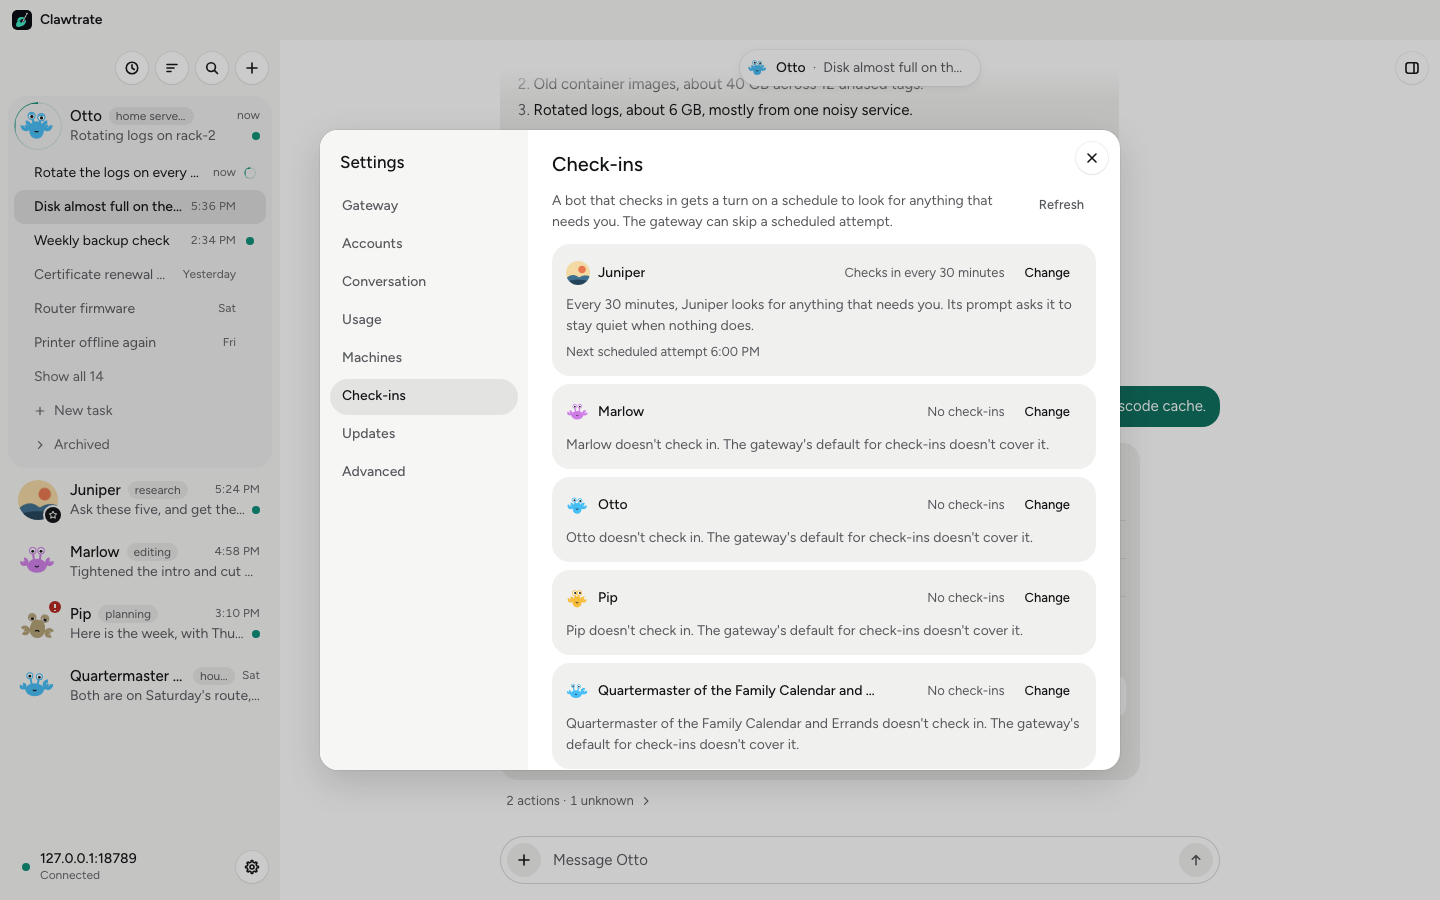 Clawtrate
Otto
home serve...
now
Rotating logs on rack-2
Rotate the logs on every ...
now
Disk almost full on the...
5:36 PM
Weekly backup check
2:34 PM
Certificate renewal ...
Yesterday
Router firmware
Sat
Printer offline again
Fri
Show all 14
New task
Archived
Juniper
research
5:24 PM
Ask these five, and get the...
Marlow
editing
4:58 PM
Tightened the intro and cut ...
Pip
planning
3:10 PM
Here is the week, with Thu...
Quartermaster ...
hou...
Sat
Both are on Saturday's route,...
127.0.0.1:18789
Connected
Otto · Disk almost full on th...
2. Old container images, about 40 GB across 12 unused tags.
3. Rotated logs, about 6 GB, mostly from one noisy service.
scode cache.
Settings
Gateway
Accounts
Conversation
Usage
Machines
Check-ins
Updates
Advanced
Check-ins
A bot that checks in gets a turn on a schedule to look for anything that
needs you. The gateway can skip a scheduled attempt.
Refresh
Juniper
Checks in every 30 minutes
Change
Every 30 minutes, Juniper looks for anything that needs you. Its prompt asks it to
stay quiet when nothing does.
Next scheduled attempt 6:00 PM
Marlow
No check-ins
Change
Marlow doesn't check in. The gateway's default for check-ins doesn't cover it.
Otto
No check-ins
Change
Otto doesn't check in. The gateway's default for check-ins doesn't cover it.
Pip
No check-ins
Change
Pip doesn't check in. The gateway's default for check-ins doesn't cover it.
Quartermaster of the Family Calendar and ...
No check-ins
Change
Quartermaster of the Family Calendar and Errands doesn't check in. The gateway's
default for check-ins doesn't cover it.
2 actions · 1 unknown
Message Otto